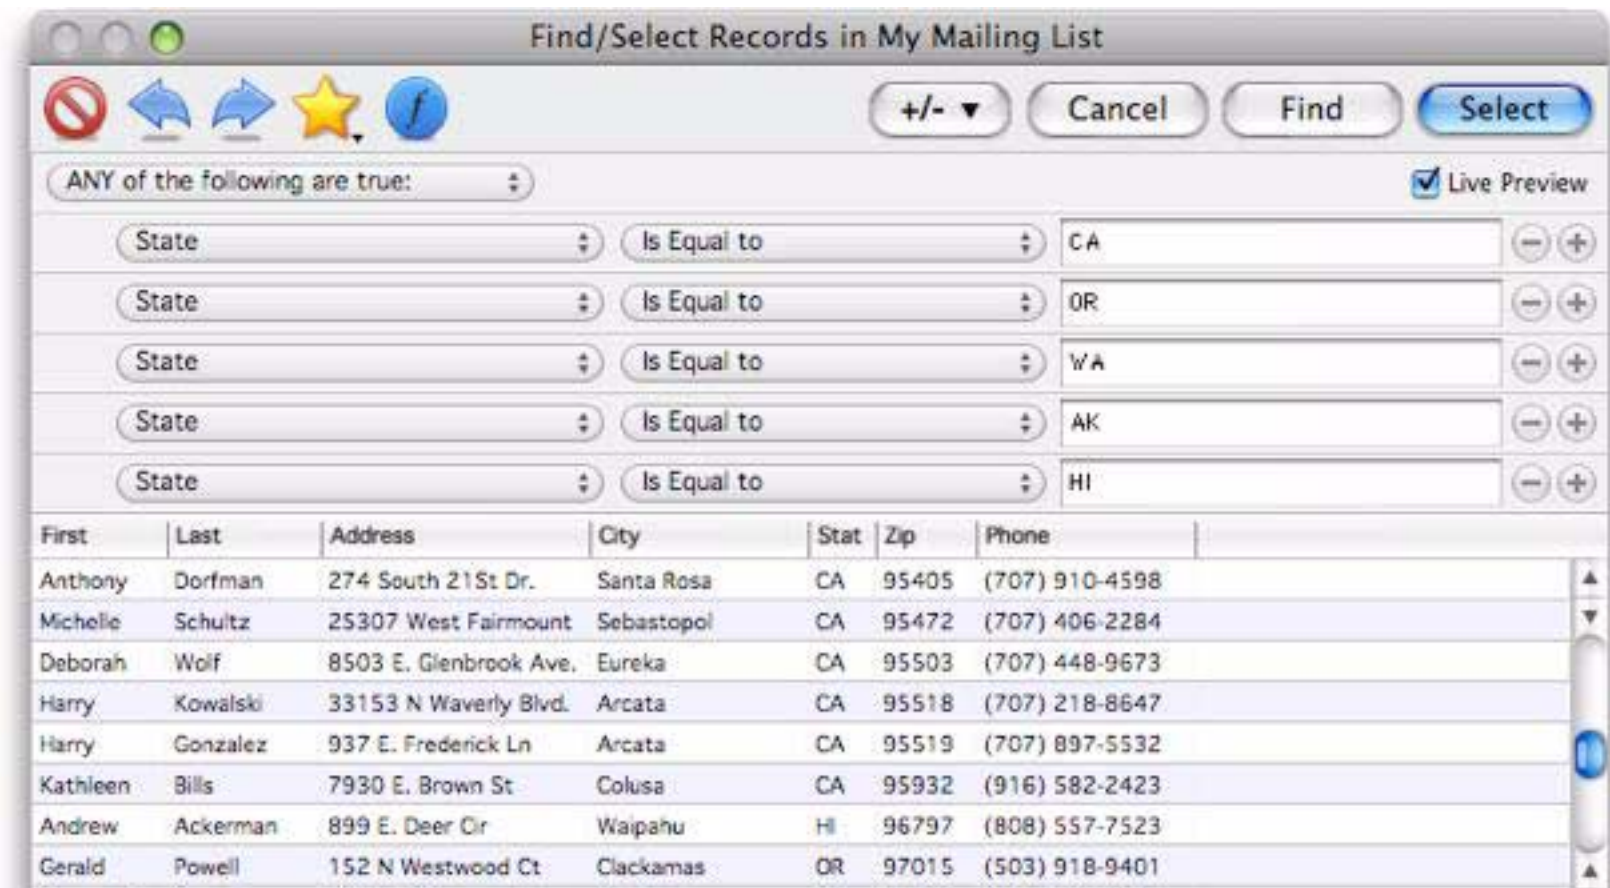 Find/Select Records in My Mailing List
+/- ▼ Cancel Find Select
ANY of the following are true: Live Preview
State Is Equal to CA
State Is Equal to OR
State Is Equal to WA
State Is Equal to AK
State Is Equal to HI
First Last Address City Stat Zip Phone
Anthony Dorfman 274 South 21St Dr. Santa Rosa CA 95405 (707) 910-4598
Michelle Schultz 25307 West Fairmount Sebastopol CA 95472 (707) 406-2284
Deborah Wolf 8503 E. Glenbrook Ave. Eureka CA 95503 (707) 448-9673
Harry Kowalski 33153 N Waverly Blvd. Arcata CA 95518 (707) 218-8647
Harry Gonzalez 937 E. Frederick Ln Arcata CA 95519 (707) 897-5532
Kathleen Bills 7930 E. Brown St Colusa CA 95932 (916) 582-2423
Andrew Ackerman 899 E. Deer Cir Waipahu HI 96797 (808) 557-7523
Gerald Powell 152 N Westwood Ct Clackamas OR 97015 (503) 918-9401